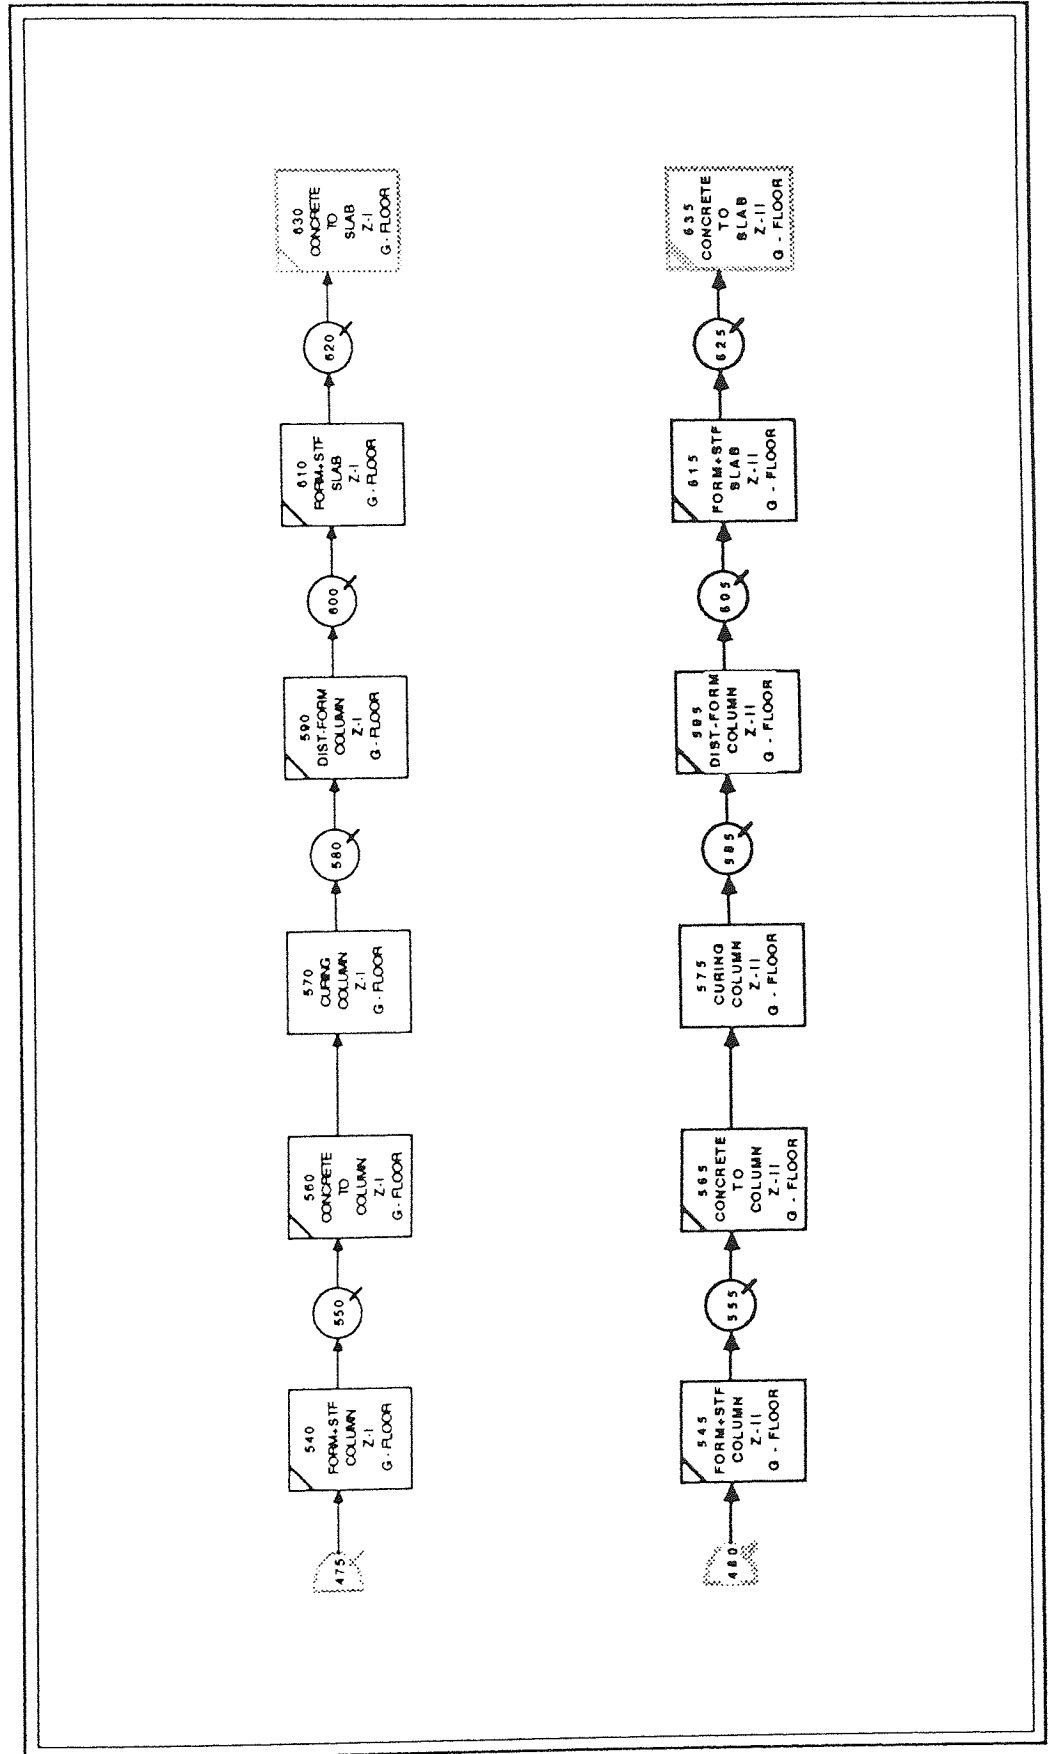 475
540
FORM+STF
COLUMN
Z-I
G - FLOOR
550
560
CONCRETE
TO
COLUMN
Z-I
G - FLOOR
570
CURING
COLUMN
Z-I
G - FLOOR
580
590
DIST-FORM
COLUMN
Z-I
G - FLOOR
600
610
FORM+STF
SLAB
Z-I
G - FLOOR
620
630
CONCRETE
TO
SLAB
Z-I
G - FLOOR
480
545
FORM+STF
COLUMN
Z-II
G - FLOOR
555
565
CONCRETE
TO
COLUMN
Z-II
G - FLOOR
575
CURING
COLUMN
Z-II
G - FLOOR
585
595
DIST-FORM
COLUMN
Z-II
G - FLOOR
605
615
FORM+STF
SLAB
Z-II
G - FLOOR
625
635
CONCRETE
TO
SLAB
Z-II
G - FLOOR